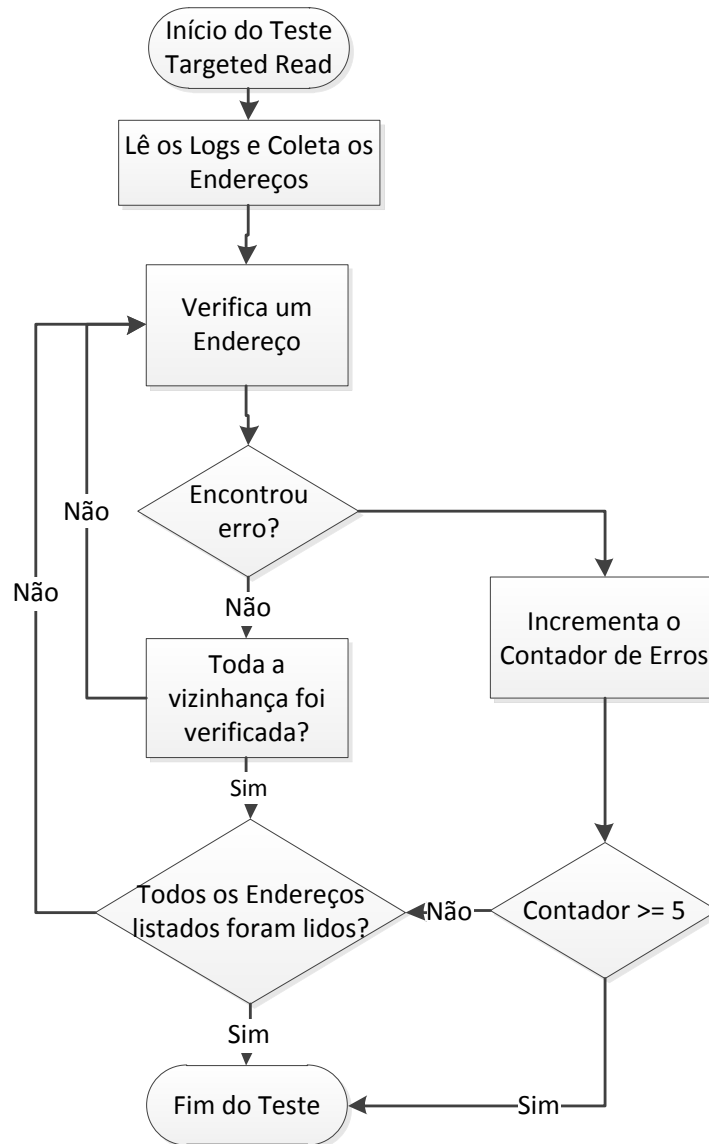 Início do Teste
Targeted Read
Lê os Logs e Coleta os
Endereços
Verifica um
Endereço
Encontrou
erro?
Não
Não
Não
Incrementa o
Contador de Erros
Toda a
vizinhança foi
verificada?
Sim
Todos os Endereços
listados foram lidos?
Não
Contador >= 5
Sim
Fim do Teste
Sim